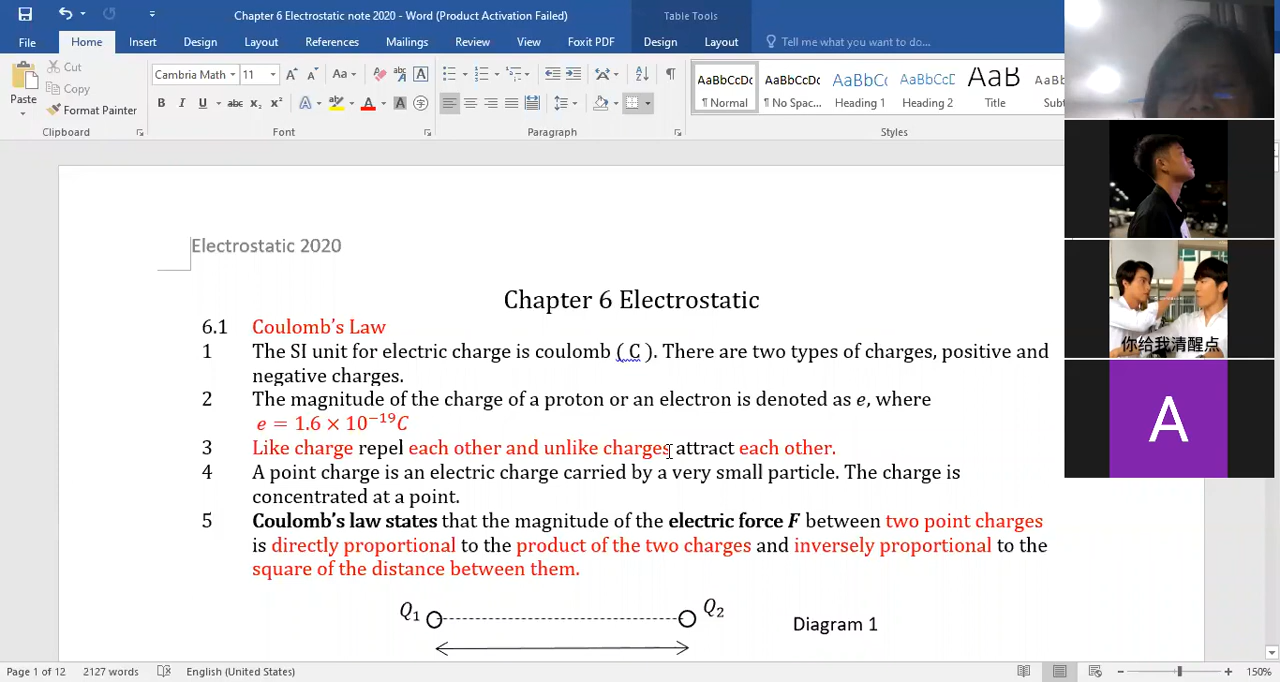 Chapter 6 Electrostatic note 2020 - Word (Product Activation Failed)
Table Tools
File
Home
Insert
Design
Layout
References
Mailings
Review
View
Foxit PDF
Design
Layout
Tell me what you want to do...
Paste
Cut
Copy
Format Painter
Clipboard
Cambria Math
11
Font
Paragraph
AaBbCcDc
AaBbCcDc
AaBbCc
AaBbCcC
AaB
AaB
¶ Normal
¶ No Spac...
Heading 1
Heading 2
Title
Subt
Styles
Electrostatic 2020
Chapter 6 Electrostatic
6.1 Coulomb's Law
1 The SI unit for electric charge is coulomb ( C ). There are two types of charges, positive and
negative charges.
2 The magnitude of the charge of a proton or an electron is denoted as e, where
e = 1.6 × 10⁻¹⁹C
3 Like charge repel each other and unlike charges attract each other.
4 A point charge is an electric charge carried by a very small particle. The charge is
concentrated at a point.
5 Coulomb's law states that the magnitude of the electric force F between two point charges
is directly proportional to the product of the two charges and inversely proportional to the
square of the distance between them.
Q₁
Q₂
Diagram 1
你给我清醒点
A
Page 1 of 12
2127 words
English (United States)
150%